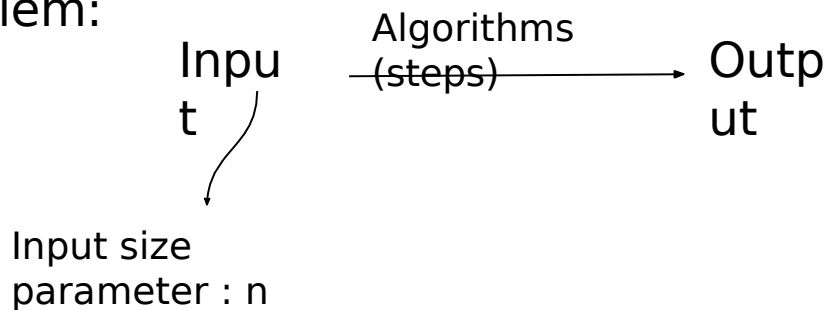 lem:
Algorithms
(steps)
Inpu
t
Outp
ut
Input size
parameter : n